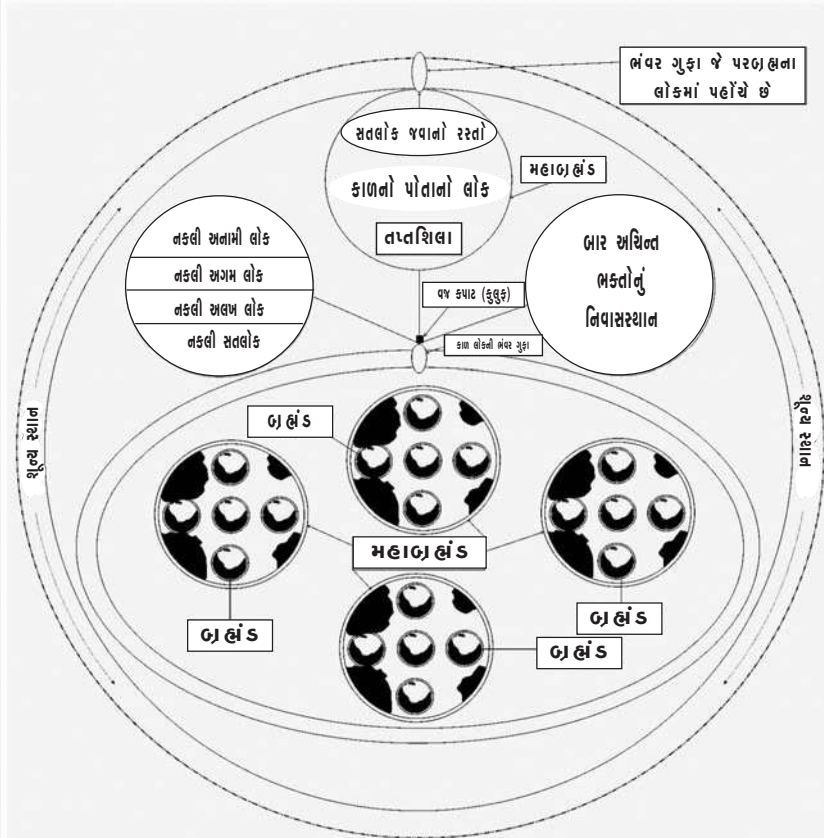 ભંવર ગુફા જે પરબ્રહ્મના
લોકમાં પહોંચે છે
સતલોક જવાનો રસ્તો
મહાબ્રહ્મંડ
કાળનો પોતાનો લોક
તપ્તશિલા
નકલી અનામી લોક
નકલી અગમ લોક
નકલી અલખ લોક
નકલી સતલોક
બાર અચિન્ત
ભક્તોનું
નિવાસસ્થાન
વજ કપાટ (કુલુફ)
કાળ લોકની ભંવર ગુફા
શૂન્ય સ્થાન
શૂન્ય સ્થાન
બ્રહ્મંડ
મહાબ્રહ્મંડ
બ્રહ્મંડ
બ્રહ્મંડ
બ્રહ્મંડ